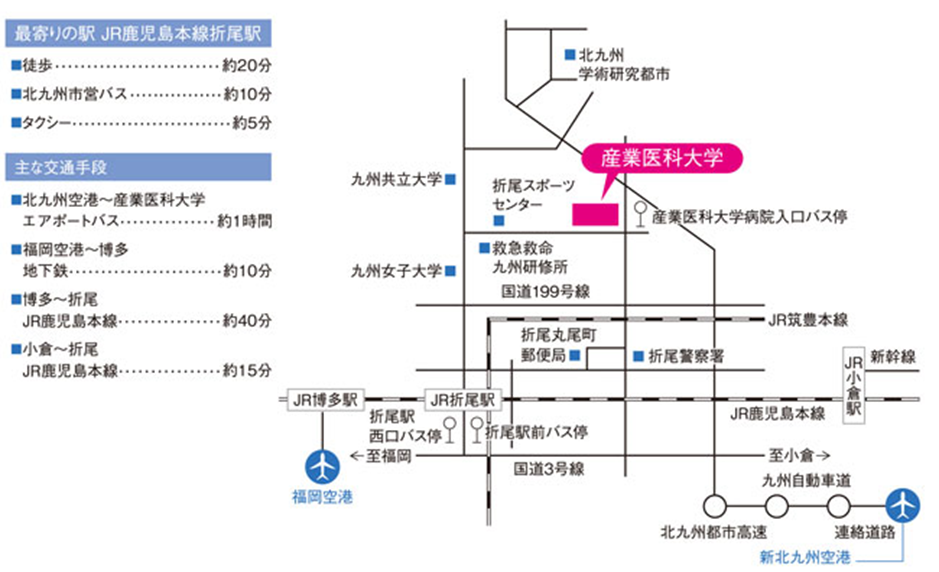 最寄りの駅 JR鹿児島本線折尾駅
■徒歩……………………約20分
■北九州市営バス……………約10分
■タクシー……………………約5分
主な交通手段
■北九州空港～産業医科大学
エアポートバス……………約1時間
■福岡空港～博多
地下鉄……………………約10分
■博多～折尾
JR鹿児島本線……………約40分
■小倉～折尾
JR鹿児島本線……………約15分
北九州
学術研究都市
産業医科大学
九州共立大学
折尾スポーツ
センター
産業医科大学病院入口バス停
救急救命
九州研修所
九州女子大学
国道199号線
JR筑豊本線
折尾丸尾町
郵便局
折尾警察署
JR小倉駅
新幹線
JR博多駅
JR折尾駅
JR鹿児島本線
折尾駅
西口バス停
折尾駅前バス停
←至福岡
国道3号線
至小倉→
福岡空港
九州自動車道
北九州都市高速
連絡道路
新北九州空港